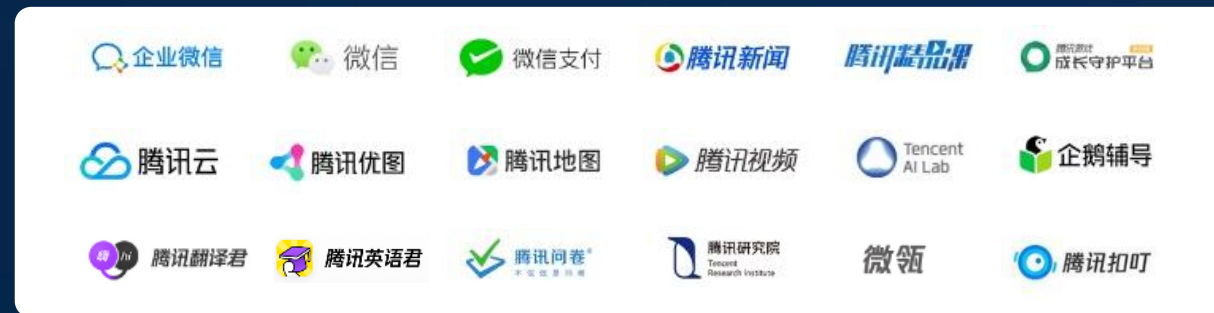 企业微信
微信
微信支付
腾讯新闻
腾讯精品课
腾讯游戏
成长守护平台
腾讯云
腾讯优图
腾讯地图
腾讯视频
Tencent
AI Lab
企鹅辅导
嗨 hi 腾讯翻译君
腾讯英语君
腾讯问卷®
腾讯研究院
Tencent
Research Institute
微瓴
腾讯扣叮